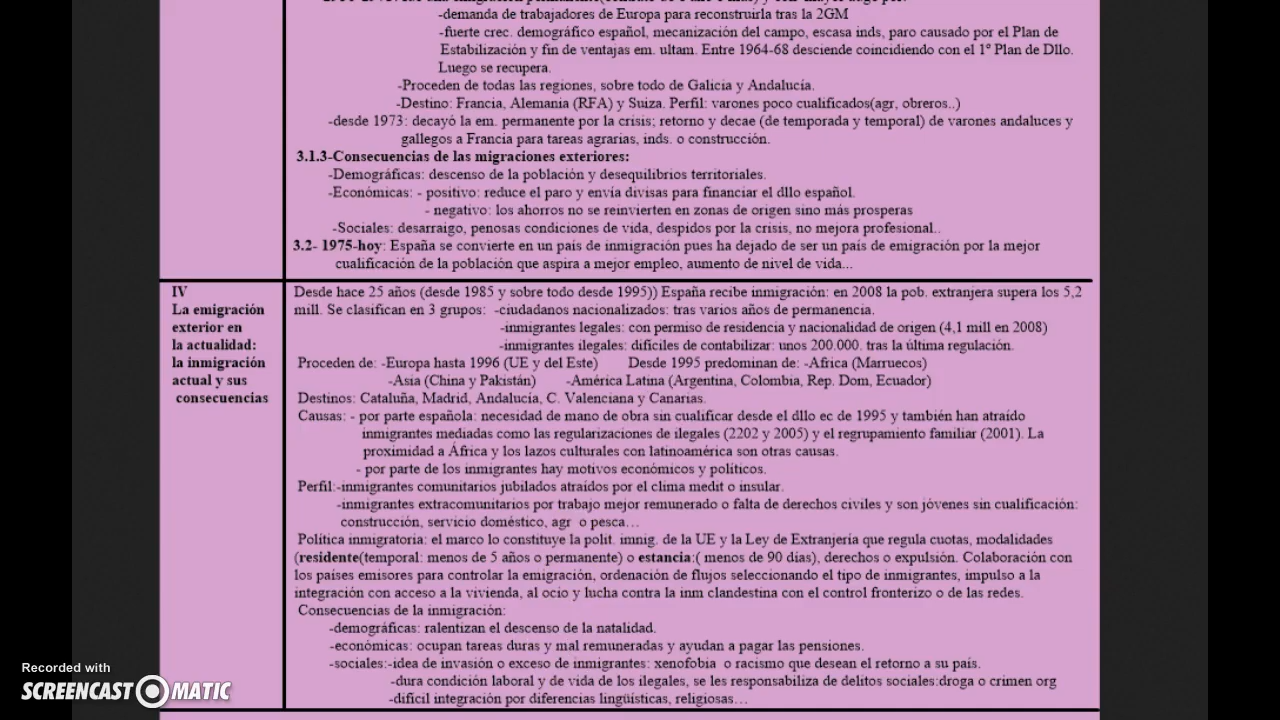 -demanda de trabajadores de Europa para reconstruirla tras la 2GM
-fuerte crec. demográfico español, mecanización del campo, escasa inds, paro causado por el Plan de
Estabilización y fin de ventajas em. ultam. Entre 1964-68 desciende coincidiendo con el 1º Plan de Dllo.
Luego se recupera.
-Proceden de todas las regiones, sobre todo de Galicia y Andalucía.
-Destino: Francia, Alemania (RFA) y Suiza. Perfil: varones poco cualificados(agr, obreros..)
-desde 1973: decayó la em. permanente por la crisis; retorno y decae (de temporada y temporal) de varones andaluces y
gallegos a Francia para tareas agrarias, inds. o construcción.
3.1.3-Consecuencias de las migraciones exteriores:
-Demográficas: descenso de la población y desequilibrios territoriales.
-Económicas: - positivo: reduce el paro y envía divisas para financiar el dllo español.
- negativo: los ahorros no se reinvierten en zonas de origen sino más prosperas
-Sociales: desarraigo, penosas condiciones de vida, despidos por la crisis, no mejora profesional..
3.2- 1975-hoy: España se convierte en un país de inmigración pues ha dejado de ser un país de emigración por la mejor
cualificación de la población que aspira a mejor empleo, aumento de nivel de vida...
IV
La emigración
exterior en
la actualidad:
la inmigración
actual y sus
consecuencias
Desde hace 25 años (desde 1985 y sobre todo desde 1995)) España recibe inmigración: en 2008 la pob. extranjera supera los 5,2
mill. Se clasifican en 3 grupos: -ciudadanos nacionalizados: tras varios años de permanencia.
-inmigrantes legales: con permiso de residencia y nacionalidad de origen (4,1 mill en 2008)
-inmigrantes ilegales: difíciles de contabilizar: unos 200.000. tras la última regulación.
Proceden de: -Europa hasta 1996 (UE y del Este) Desde 1995 predominan de: -Africa (Marruecos)
-Asia (China y Pakistán) -América Latina (Argentina, Colombia, Rep. Dom, Ecuador)
Destinos: Cataluña, Madrid, Andalucía, C. Valenciana y Canarias.
Causas: - por parte española: necesidad de mano de obra sin cualificar desde el dllo ec de 1995 y también han atraído
inmigrantes mediadas como las regularizaciones de ilegales (2202 y 2005) y el regrupamiento familiar (2001). La
proximidad a África y los lazos culturales con latinoamérica son otras causas.
- por parte de los inmigrantes hay motivos económicos y políticos.
Perfil:-inmigrantes comunitarios jubilados atraídos por el clima medit o insular.
-inmigrantes extracomunitarios por trabajo mejor remunerado o falta de derechos civiles y son jóvenes sin cualificación:
construcción, servicio doméstico, agr o pesca...
Política inmigratoria: el marco lo constituye la polit. imnig. de la UE y la Ley de Extranjería que regula cuotas, modalidades
(residente(temporal: menos de 5 años o permanente) o estancia:( menos de 90 días), derechos o expulsión. Colaboración con
los países emisores para controlar la emigración, ordenación de flujos seleccionando el tipo de inmigrantes, impulso a la
integración con acceso a la vivienda, al ocio y lucha contra la inm clandestina con el control fronterizo o de las redes.
Consecuencias de la inmigración:
-demográficas: ralentizan el descenso de la natalidad.
-económicas: ocupan tareas duras y mal remuneradas y ayudan a pagar las pensiones.
-sociales:-idea de invasión o exceso de inmigrantes: xenofobia o racismo que desean el retorno a su país.
-dura condición laboral y de vida de los ilegales, se les responsabiliza de delitos sociales:droga o crimen org
-difícil integración por diferencias lingüísticas, religiosas...
Recorded with
SCREENCAST-O-MATIC